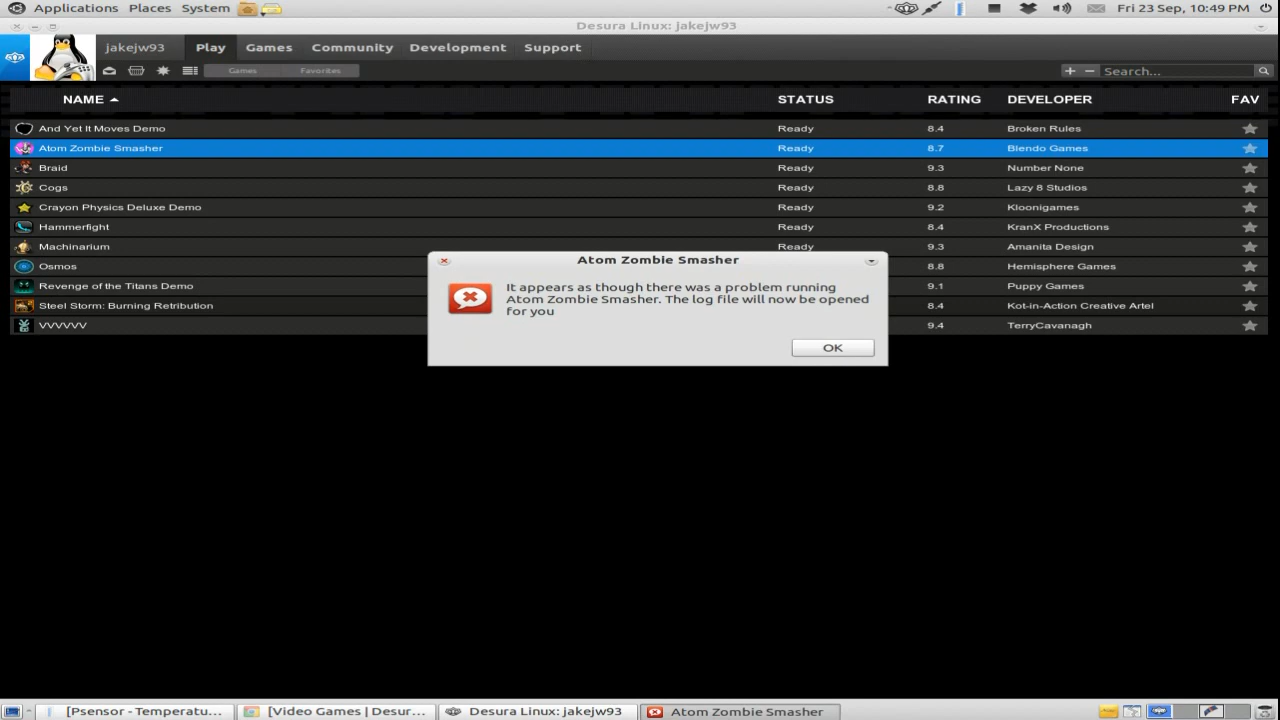 Applications Places System Fri 23 Sep, 10:49 PM
Desura Linux: jakejw93
jakejw93 Play Games Community Development Support
Games Favorites Search...
NAME STATUS RATING DEVELOPER FAV
And Yet It Moves Demo Ready 8.4 Broken Rules
Atom Zombie Smasher Ready 8.7 Blendo Games
Braid Ready 9.3 Number None
Cogs Ready 8.8 Lazy 8 Studios
Crayon Physics Deluxe Demo Ready 9.2 Kloonigames
Hammerfight Ready 8.4 KranX Productions
Machinarium Ready 9.3 Amanita Design
Osmos 8.8 Hemisphere Games
Revenge of the Titans Demo 9.1 Puppy Games
Steel Storm: Burning Retribution 8.4 Kot-in-Action Creative Artel
VVVVVV 9.4 TerryCavanagh
Atom Zombie Smasher
It appears as though there was a problem running
Atom Zombie Smasher. The log file will now be opened
for you
OK
[Psensor - Temperatu... [Video Games | Desur... Desura Linux: jakejw93 Atom Zombie Smasher